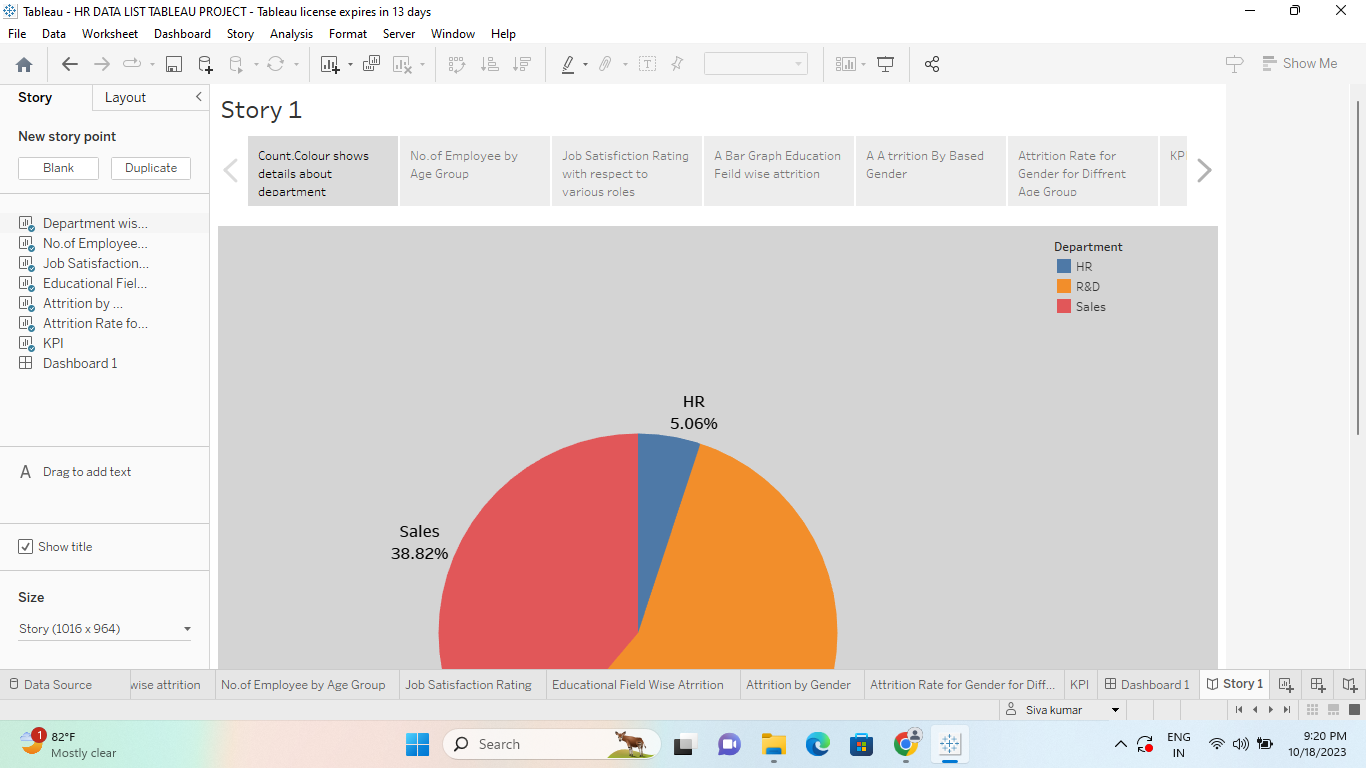 Tableau - HR DATA LIST TABLEAU PROJECT - Tableau license expires in 13 days
File Data Worksheet Dashboard Story Analysis Format Server Window Help
Show Me
Story Layout
New story point
Blank Duplicate
Department wis...
No.of Employee...
Job Satisfaction...
Educational Fiel...
Attrition by ...
Attrition Rate fo...
KPI
Dashboard 1
A Drag to add text
Show title
Size
Story (1016 x 964)
Story 1
Count.Colour shows
details about
department
No.of Employee by
Age Group
Job Satisfiction Rating
with respect to
various roles
A Bar Graph Education
Feild wise attrition
A A trrition By Based
Gender
Attrition Rate for
Gender for Diffrent
Age Group
KPI
Department
HR
R&D
Sales
HR
5.06%
Sales
38.82%
Data Source wise attrition No.of Employee by Age Group Job Satisfaction Rating Educational Field Wise Atrrition Attrition by Gender Attrition Rate for Gender for Diff... KPI Dashboard 1 Story 1
Siva kumar
1
82°F
Mostly clear
Search
ENG
IN
9:20 PM
10/18/2023